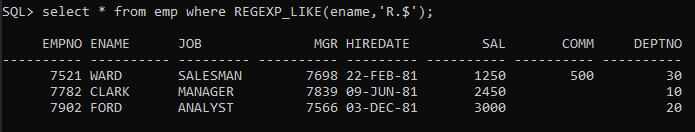 SQL> select * from emp where REGEXP_LIKE(ename,'R.$');
EMPNO ENAME JOB MGR HIREDATE SAL COMM DEPTNO
---------- ---------- --------- ---------- --------- ---------- ---------- ----------
7521 WARD SALESMAN 7698 22-FEB-81 1250 500 30
7782 CLARK MANAGER 7839 09-JUN-81 2450 10
7902 FORD ANALYST 7566 03-DEC-81 3000 20